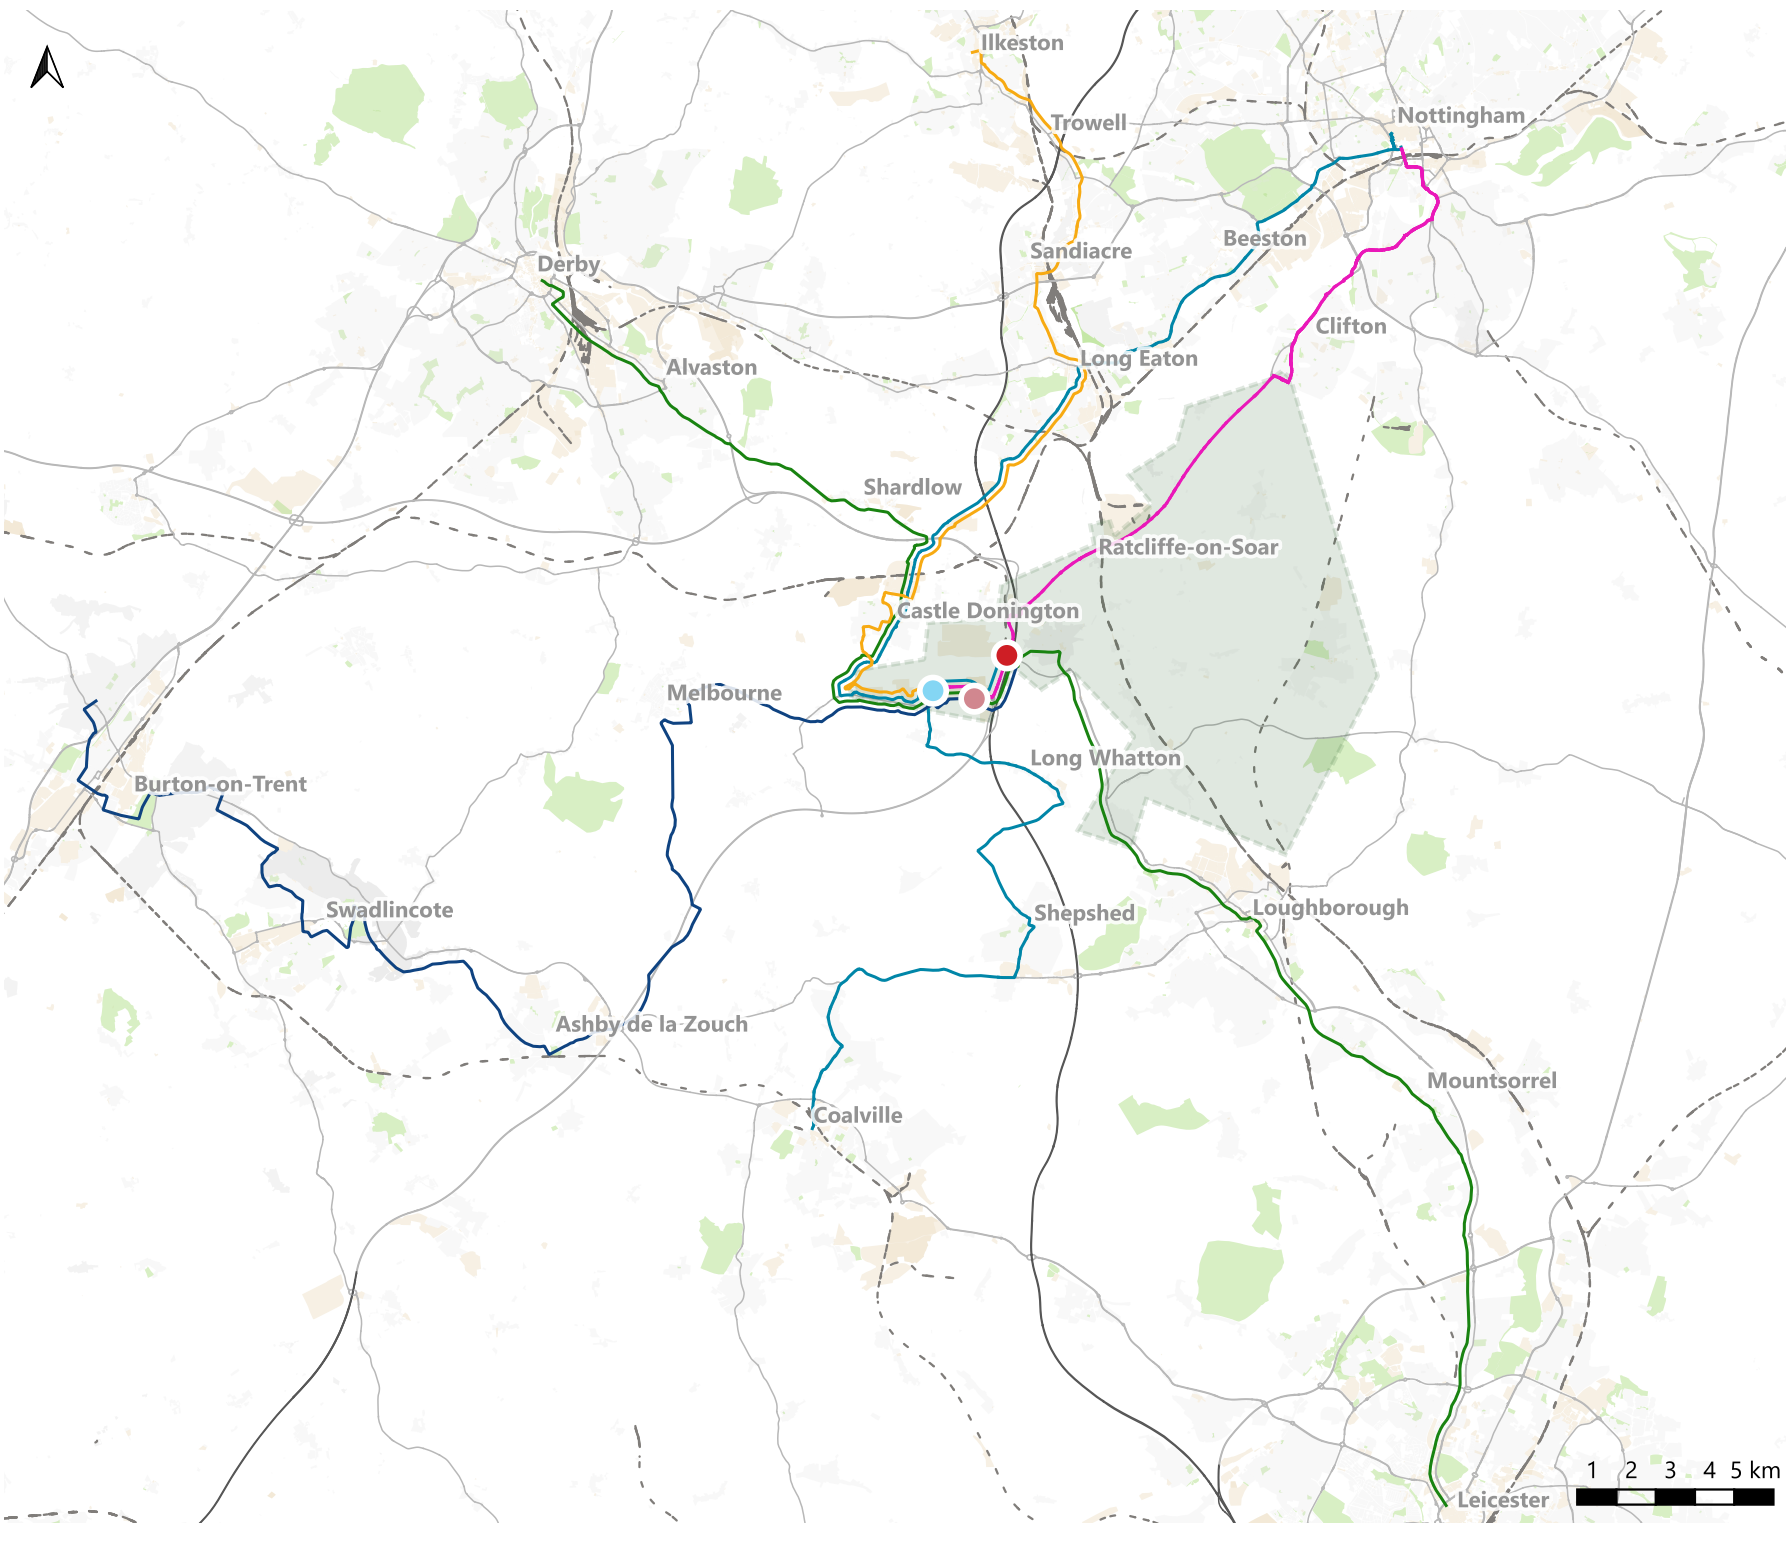 Ilkeston
Nottingham
Trowell
Beeston
Sandiacre
Derby
Clifton
Long Eaton
Alvaston
Shardlow
Ratcliffe-on-Soar
Castle Donington
Melbourne
Long Whatton
Burton-on-Trent
Loughborough
Swadlincote
Shepshed
Ashby de la Zouch
Mountsorrel
Coalville
1 2 3 4 5 km
Leicester